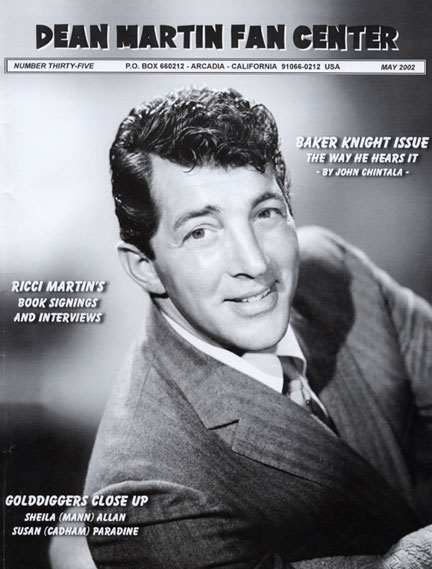 DEAN MARTIN FAN CENTER
NUMBER THIRTY-FIVE P.O. BOX 660212 - ARCADIA - CALIFORNIA 91066-0212 USA MAY 2002
BAKER KNIGHT ISSUE
THE WAY HE HEARS IT
- BY JOHN CHINTALA -
RICCI MARTIN'S
BOOK SIGNINGS
AND INTERVIEWS
GOLDDIGGERS CLOSE UP
SHEILA (MANN) ALLAN
SUSAN (CADHAM) PARADINE